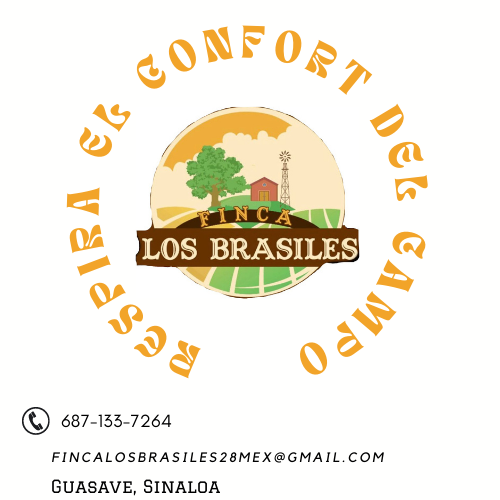 RESPIRA EL CONFORT DEL CAMPO
FINCA
LOS BRASILES
687-133-7264
FINCALOSBRASILES28MEX@GMAIL.COM
GUASAVE, SINALOA